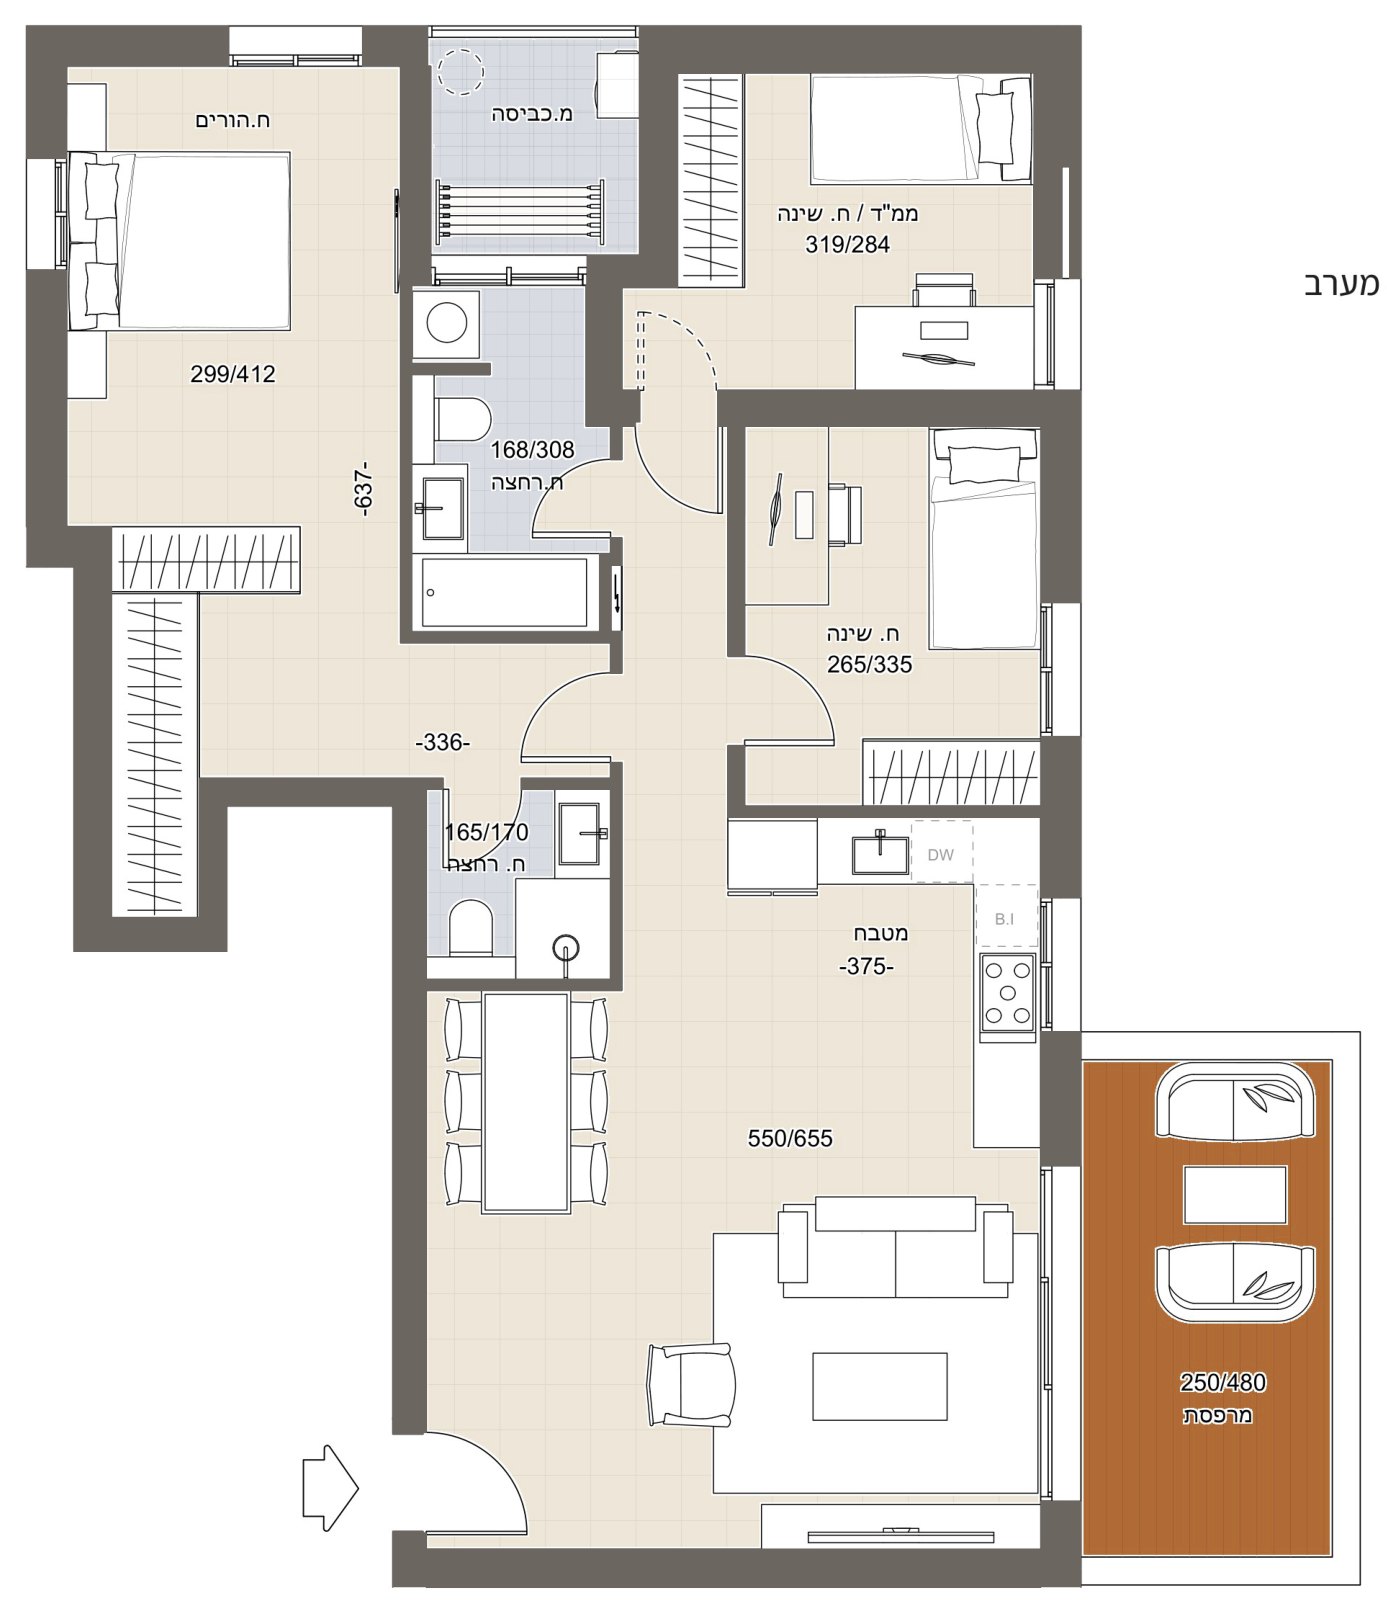 ח.הורים
מ.כביסה
ממ"ד / ח. שינה
319/284
מערב
299/412
168/308
ח.רחצה
-637-
ח. שינה
265/335
-336-
165/170
ח. רחצה
DW
B.I
מטבח
-375-
550/655
250/480
מרפסת